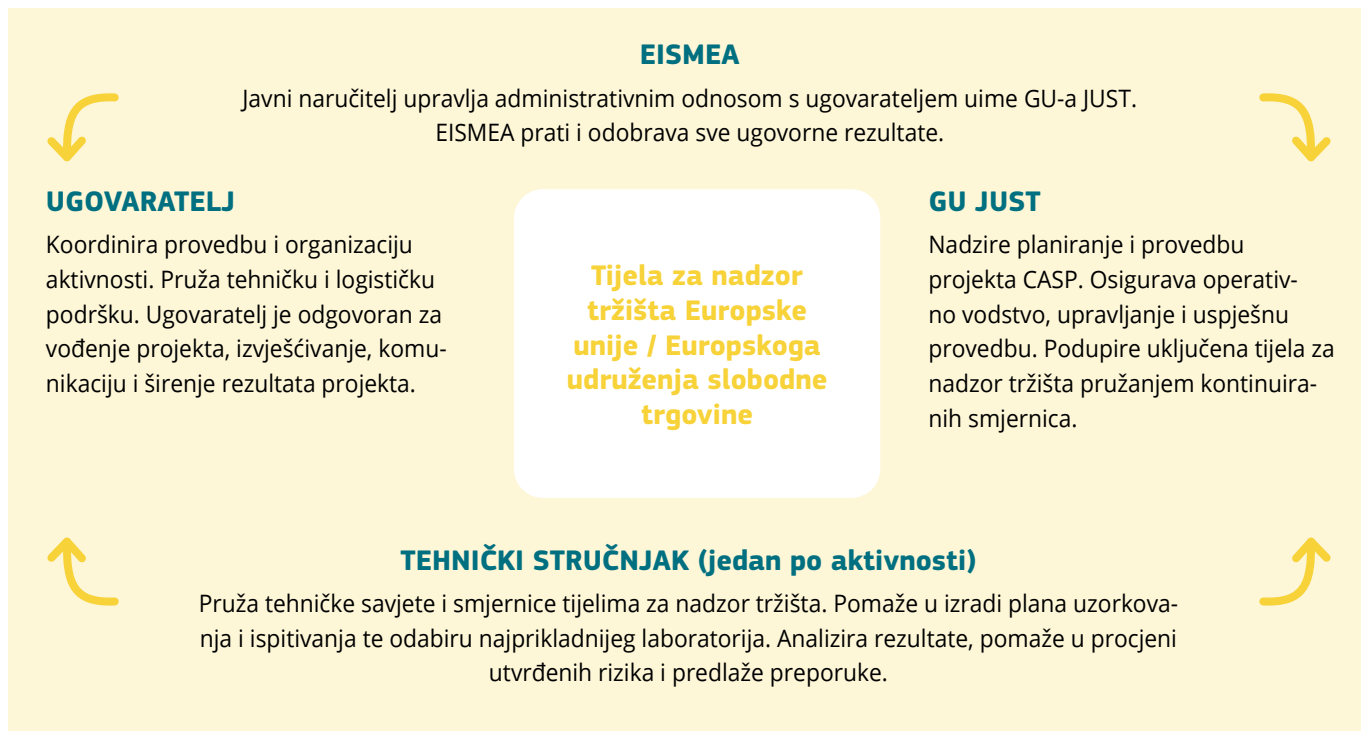 EISMEA
Javni naručitelj upravlja administrativnim odnosom s ugovarateljem uime GU-a JUST.
EISMEA prati i odobrava sve ugovorne rezultate.
UGOVARATELJ
Koordinira provedbu i organizaciju
aktivnosti. Pruža tehničku i logističku
podršku. Ugovaratelj je odgovoran za
vođenje projekta, izvješćivanje, komu-
nikaciju i širenje rezultata projekta.
Tijela za nadzor
tržišta Europske
unije / Europskoga
udruženja slobodne
trgovine
GU JUST
Nadzire planiranje i provedbu
projekta CASP. Osigurava operativ-
no vodstvo, upravljanje i uspješnu
provedbu. Podupire uključena tijela za
nadzor tržišta pružanjem kontinuira-
nih smjernica.
TEHNIČKI STRUČNJAK (jedan po aktivnosti)
Pruža tehničke savjete i smjernice tijelima za nadzor tržišta. Pomaže u izradi plana uzorkova-
nja i ispitivanja te odabiru najprikladnijeg laboratorija. Analizira rezultate, pomaže u procjeni
utvrđenih rizika i predlaže preporuke.